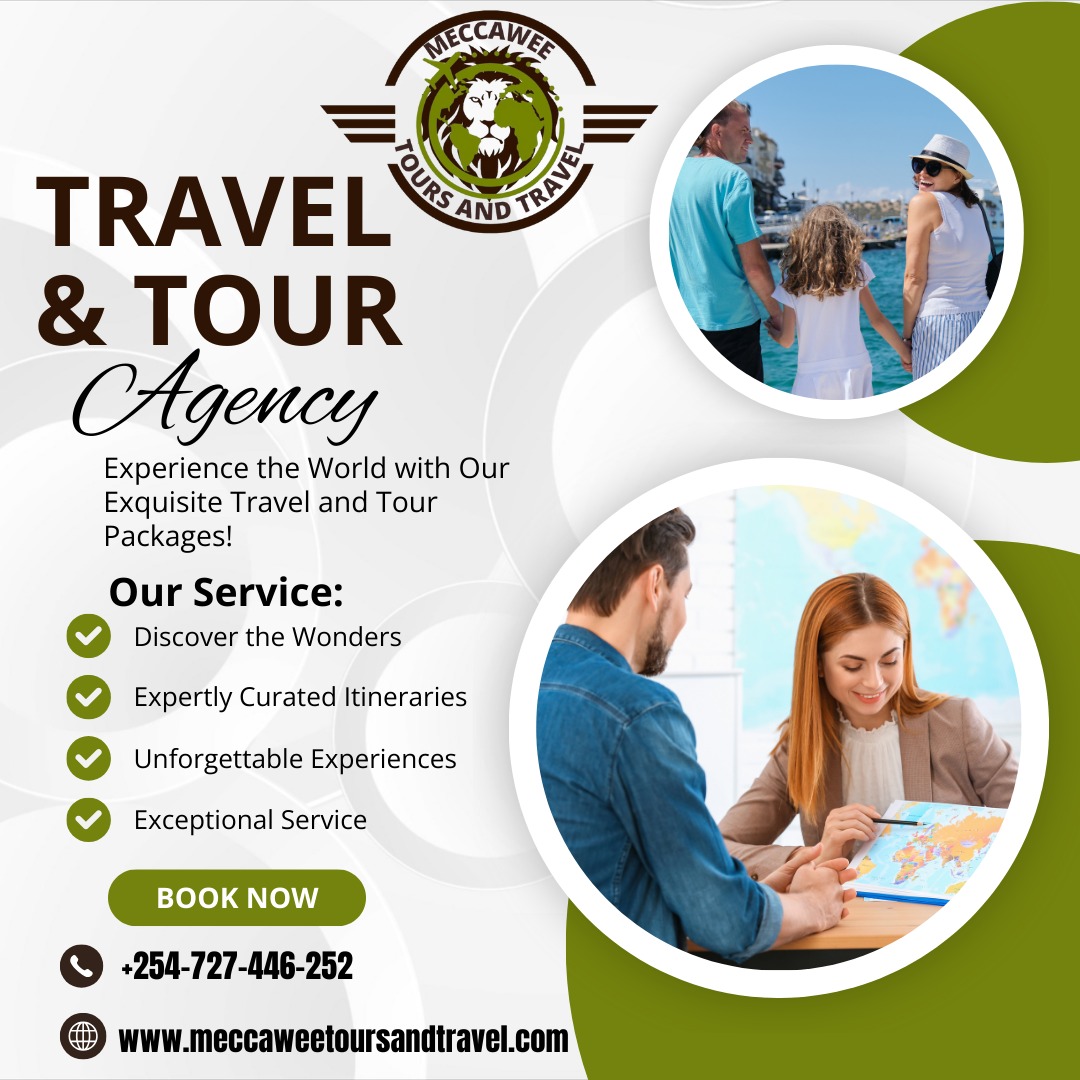 MECCAWEE
TOURS AND TRAVEL
TRAVEL
& TOUR
Agency
Experience the World with Our
Exquisite Travel and Tour
Packages!
Our Service:
Discover the Wonders
Expertly Curated Itineraries
Unforgettable Experiences
Exceptional Service
BOOK NOW
+254-727-446-252
www.meccaweetoursandtravel.com